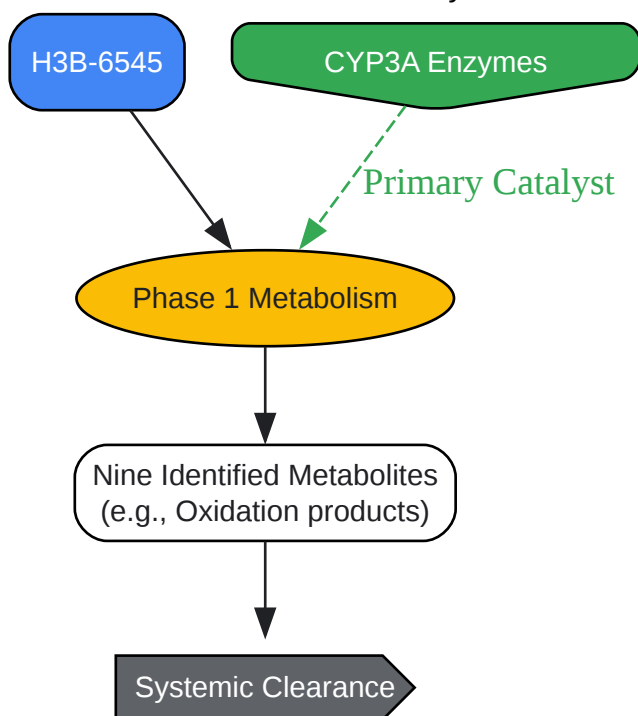 H3B-6545
CYP3A Enzymes
Primary Catalyst
Phase 1 Metabolism
Nine Identified Metabolites
(e.g., Oxidation products)
Systemic Clearance